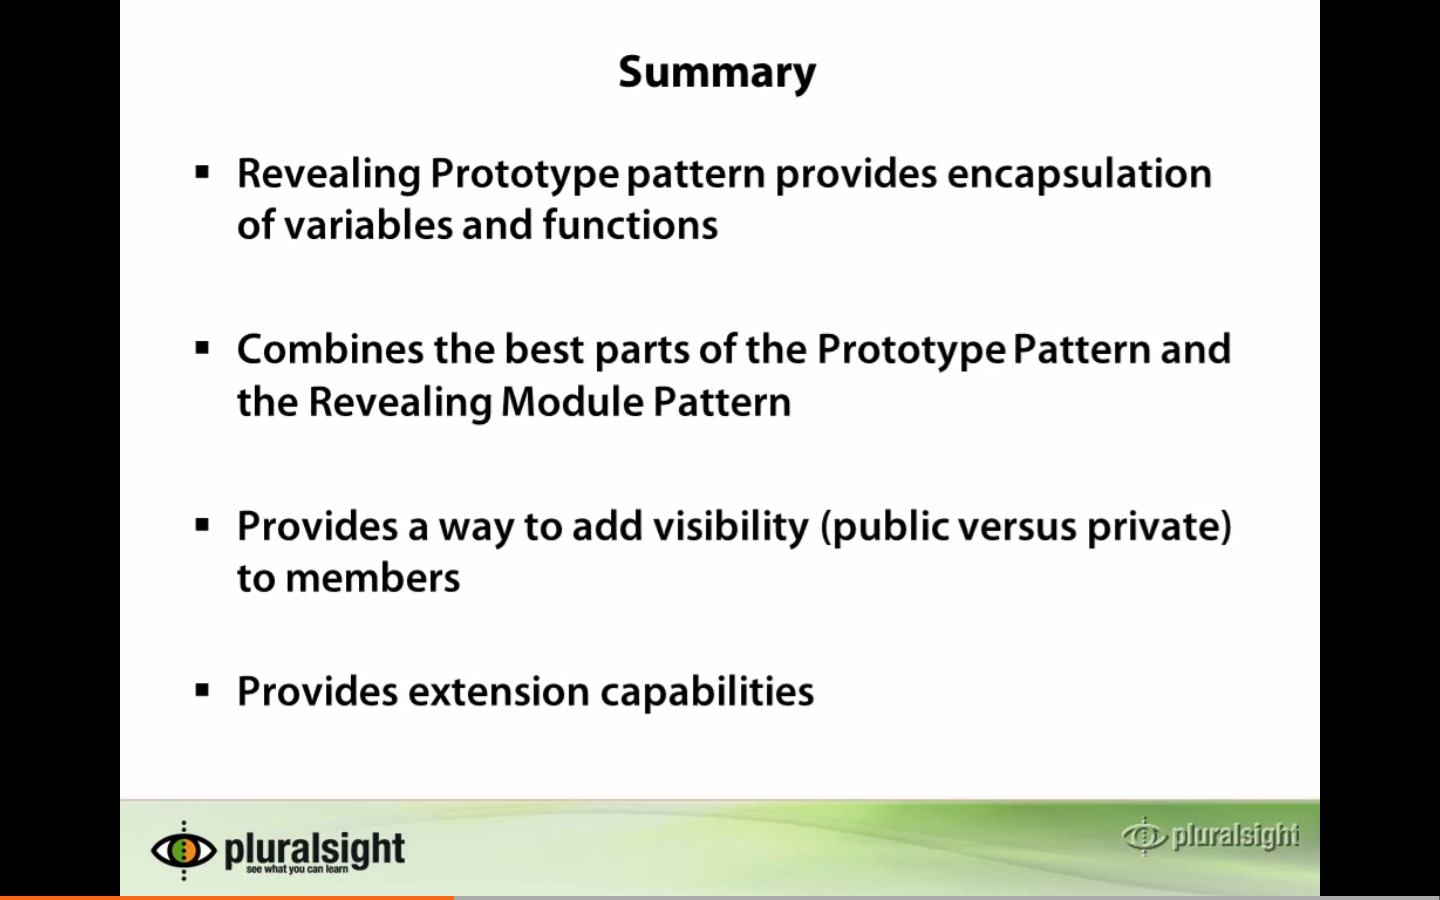 Summary
▪ Revealing Prototype pattern provides encapsulation
of variables and functions
▪ Combines the best parts of the Prototype Pattern and
the Revealing Module Pattern
▪ Provides a way to add visibility (public versus private)
to members
▪ Provides extension capabilities
pluralsight
see what you can learn
pluralsight